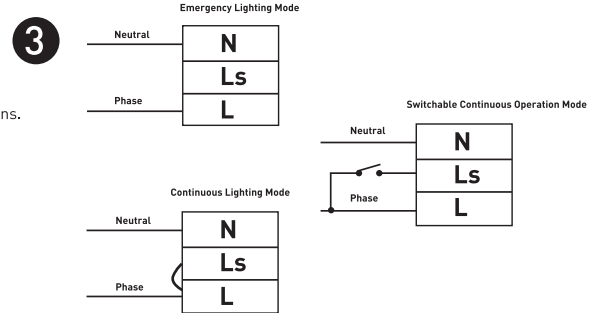 3
ns.
Emergency Lighting Mode
Neutral
N
Ls
Phase
L
Switchable Continuous Operation Mode
Neutral
N
Ls
Phase
L
Continuous Lighting Mode
Neutral
N
Ls
Phase
L